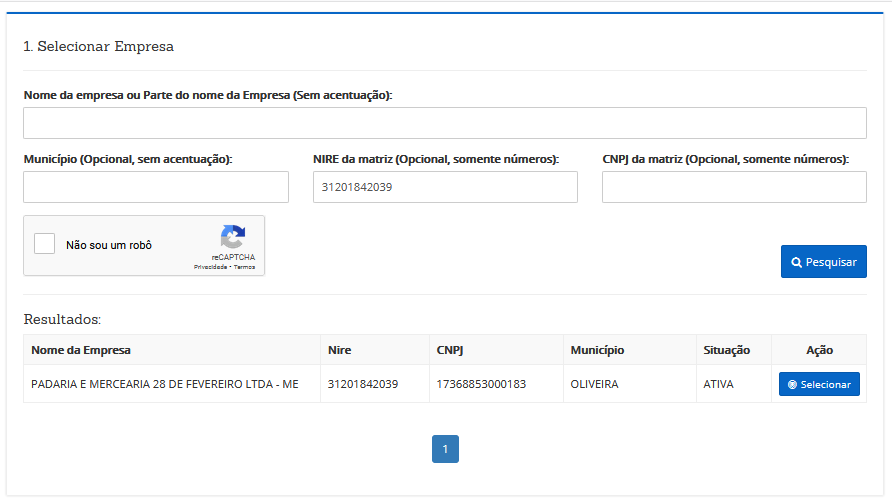 1. Selecionar Empresa
Nome da empresa ou Parte do nome da Empresa (Sem acentuação):
Município (Opcional, sem acentuação): NIRE da matriz (Opcional, somente números): CNPJ da matriz (Opcional, somente números):
31201842039
Não sou um robô
reCAPTCHA
Privacidade • Termos
Pesquisar
Resultados:
Nome da Empresa Nire CNPJ Município Situação Ação
PADARIA E MERCEARIA 28 DE FEVEREIRO LTDA - ME 31201842039 17368853000183 OLIVEIRA ATIVA Selecionar
1